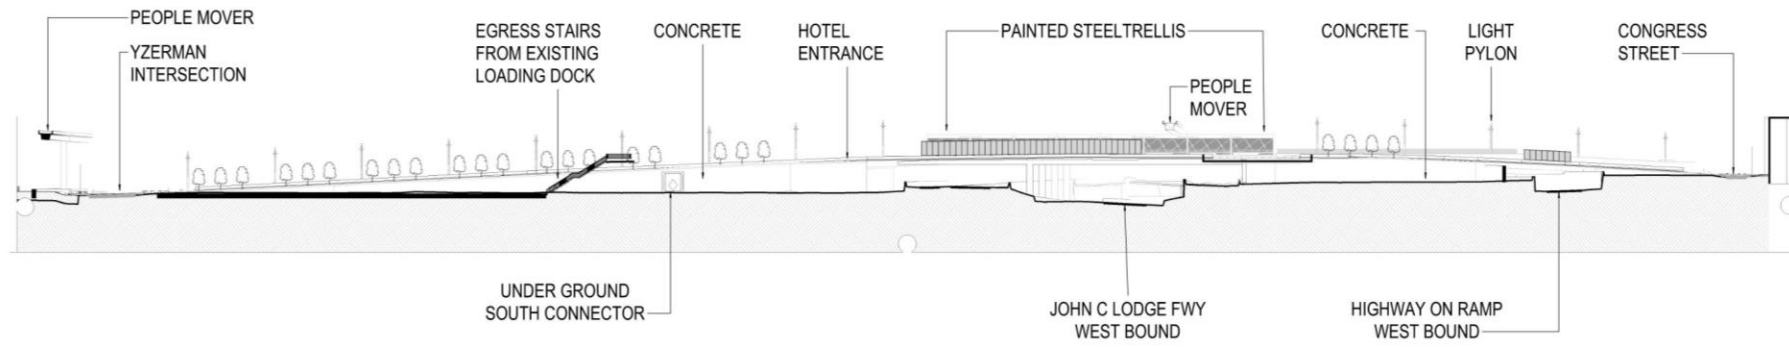 PEOPLE MOVER
YZERMAN
INTERSECTION
EGRESS STAIRS
FROM EXISTING
LOADING DOCK
CONCRETE
HOTEL
ENTRANCE
PAINTED STEELTRELLIS
PEOPLE
MOVER
CONCRETE
LIGHT
PYLON
CONGRESS
STREET
UNDER GROUND
SOUTH CONNECTOR
JOHN C LODGE FWY
WEST BOUND
HIGHWAY ON RAMP
WEST BOUND